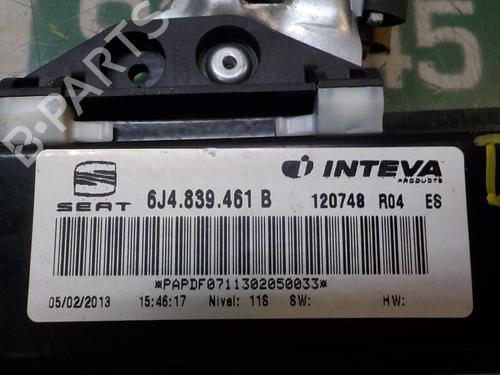 B-PARTS
45
SEAT
6J4.839.461 B
INTEVA
PRODUCTS
120748 R04 ES
*PAPDF0711302050033*
05/02/2013 15:46:17 Nivel: 11S SW: HW: